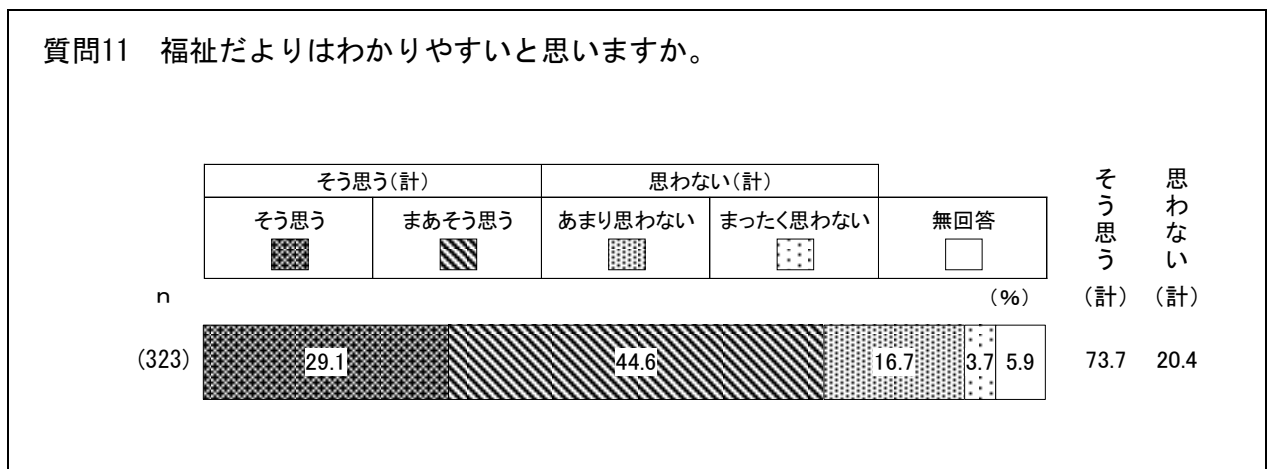 質問11　福祉だよりはわかりやすいと思いますか。
そう思う(計)　思わない(計)
そう思う　まあそう思う　あまり思わない　まったく思わない　無回答
そう思う(計)
思わない(計)
n　(%)
(323)　29.1　44.6　16.7　3.7　5.9　73.7　20.4